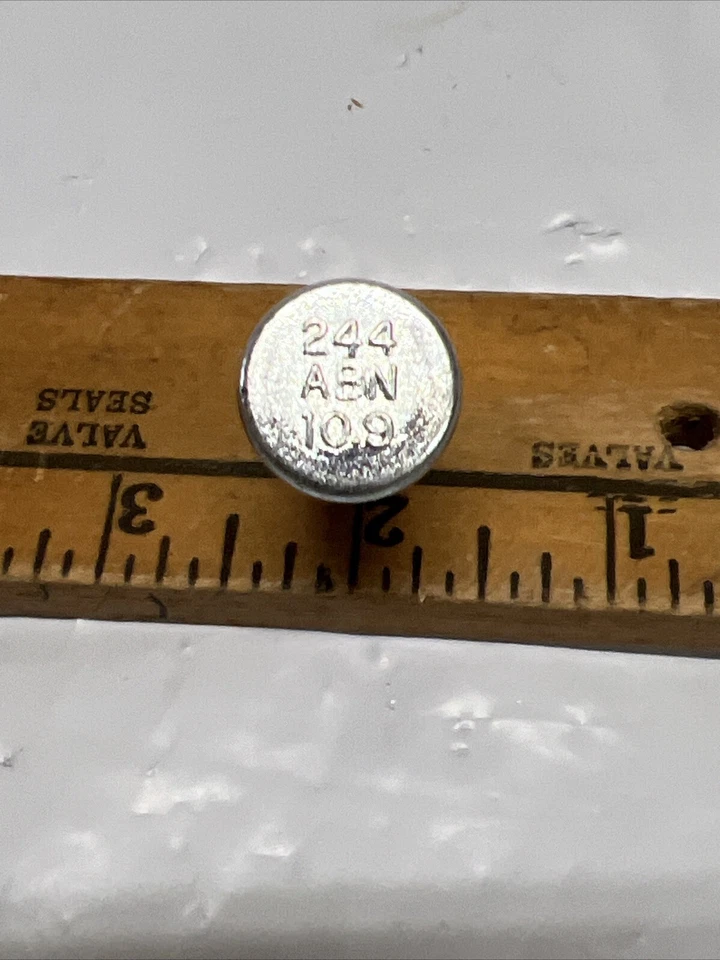 244
ABN
10.9
VALVE
SEALS
VALVES
3
2
1